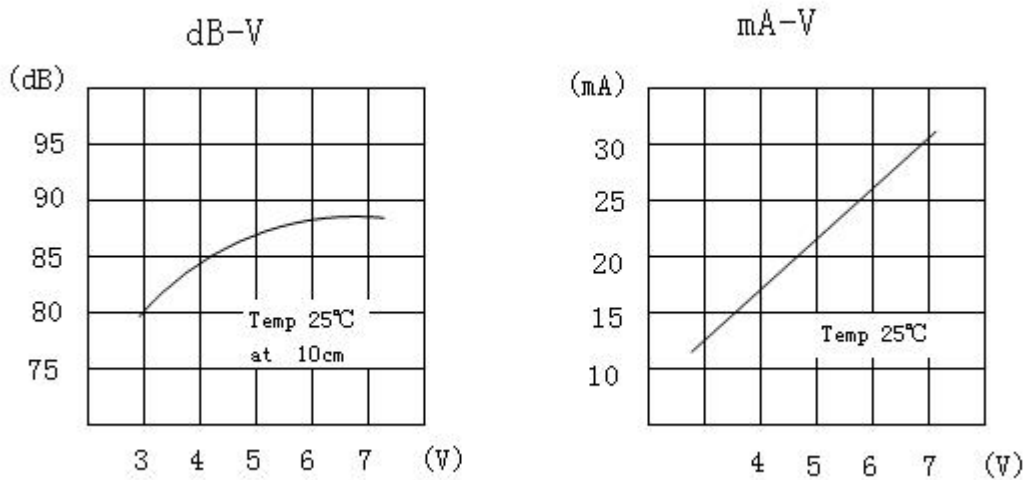 dB-V
(dB)
95
90
85
80
75
Temp 25℃
at 10cm
3 4 5 6 7 (V)
mA-V
(mA)
30
25
20
15
10
Temp 25℃
4 5 6 7 (V)